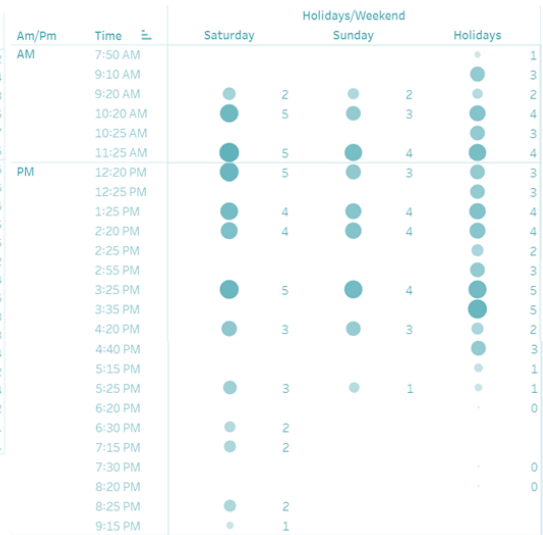 Holidays/Weekend
Am/Pm Time Saturday Sunday Holidays
AM 7:50 AM 1
9:10 AM 3
9:20 AM 2 2 2
10:20 AM 5 3 4
10:25 AM 3
11:25 AM 5 4 4
PM 12:20 PM 5 3 3
12:25 PM 3
1:25 PM 4 4 4
2:20 PM 4 4 4
2:25 PM 2
2:55 PM 3
3:25 PM 5 4 5
3:35 PM 5
4:20 PM 3 3 2
4:40 PM 3
5:15 PM 1
5:25 PM 3 1 1
6:20 PM 0
6:30 PM 2
7:15 PM 2
7:30 PM 0
8:20 PM 0
8:25 PM 2
9:15 PM 1